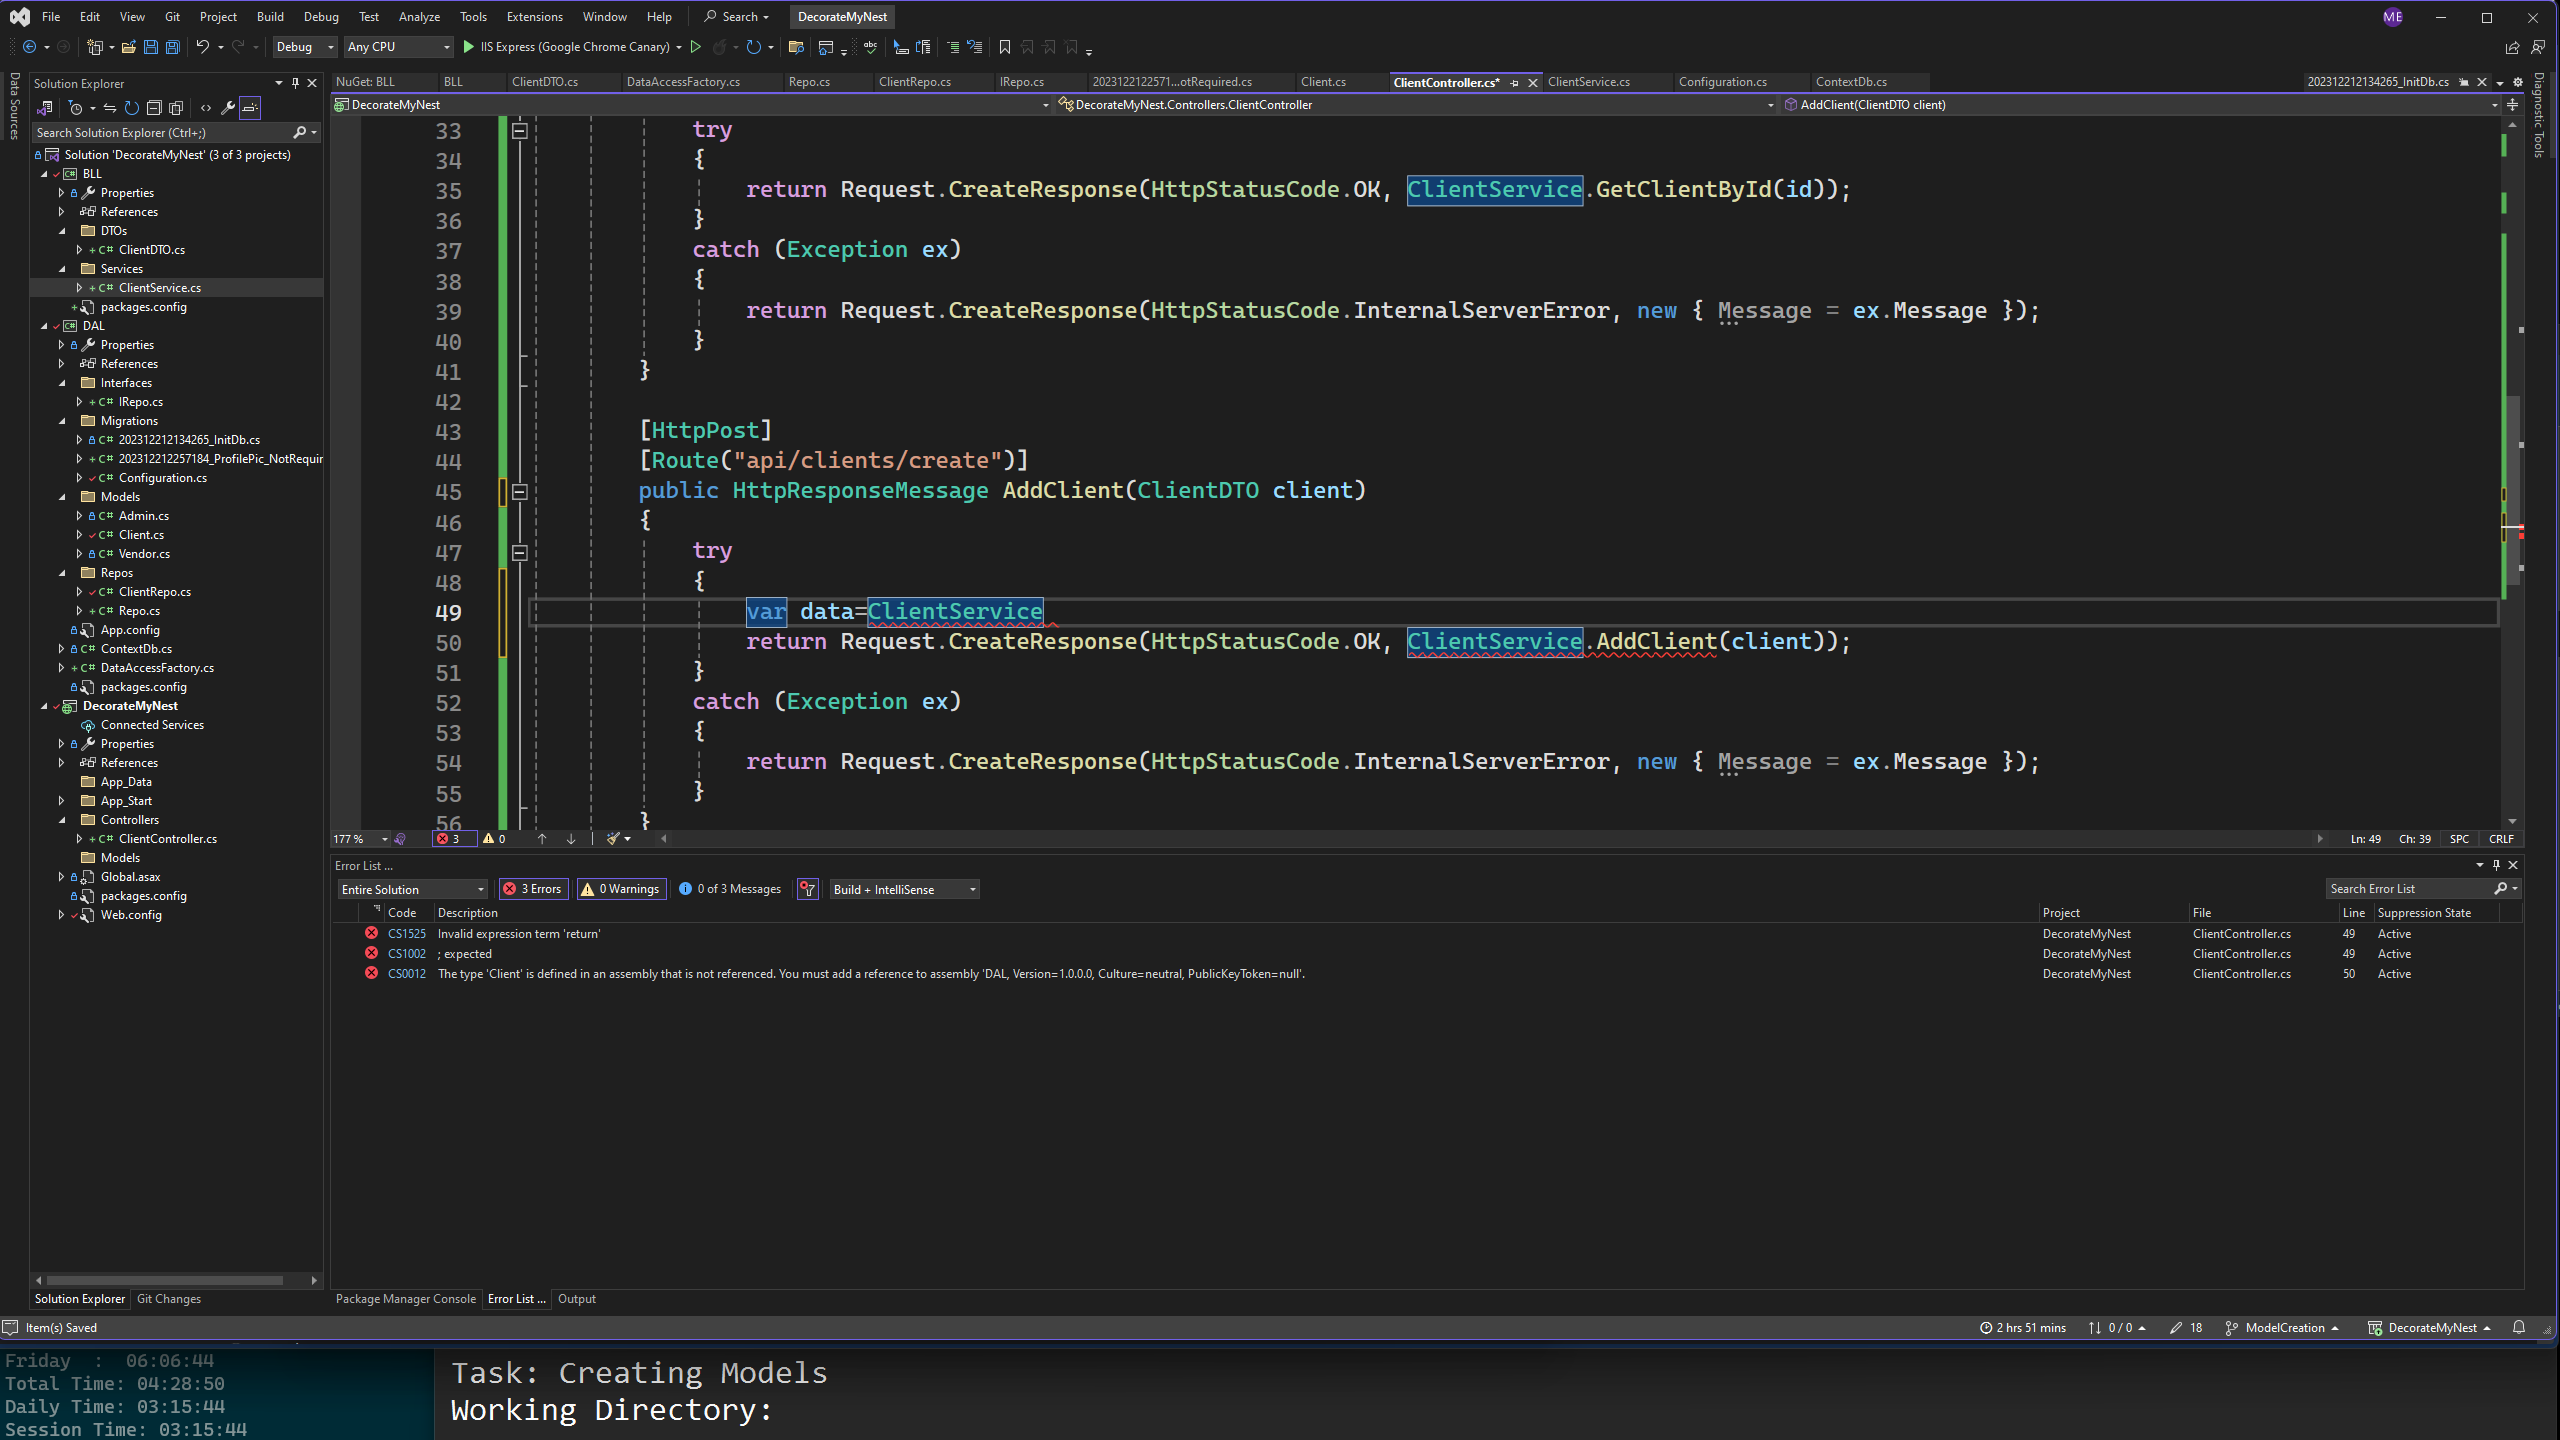 File Edit View Git Project Build Debug Test Analyze Tools Extensions Window Help Search DecorateMyNest ME
Debug Any CPU IIS Express (Google Chrome Canary)
Data Sources
Solution Explorer
Search Solution Explorer (Ctrl+;)
Solution 'DecorateMyNest' (3 of 3 projects)
BLL
Properties
References
DTOs
C# ClientDTO.cs
Services
C# ClientService.cs
packages.config
DAL
Properties
References
Interfaces
C# IRepo.cs
Migrations
C# 202312212134265_InitDb.cs
C# 202312212257184_ProfilePic_NotRequir
C# Configuration.cs
Models
C# Admin.cs
C# Client.cs
C# Vendor.cs
Repos
C# ClientRepo.cs
C# Repo.cs
App.config
C# ContextDb.cs
C# DataAccessFactory.cs
packages.config
DecorateMyNest
Connected Services
Properties
References
App_Data
App_Start
Controllers
C# ClientController.cs
Models
Global.asax
packages.config
Web.config
Solution Explorer Git Changes
NuGet: BLL BLL ClientDTO.cs DataAccessFactory.cs Repo.cs ClientRepo.cs IRepo.cs 2023122122571...otRequired.cs Client.cs ClientController.cs* ClientService.cs Configuration.cs ContextDb.cs 202312212134265_InitDb.cs
DecorateMyNest DecorateMyNest.Controllers.ClientController AddClient(ClientDTO client)
Diagnostic Tools
33 try
34 {
35 return Request.CreateResponse(HttpStatusCode.OK, ClientService.GetClientById(id));
36 }
37 catch (Exception ex)
38 {
39 return Request.CreateResponse(HttpStatusCode.InternalServerError, new { Message = ex.Message });
40 }
41 }
42
43 [HttpPost]
44 [Route("api/clients/create")]
45 public HttpResponseMessage AddClient(ClientDTO client)
46 {
47 try
48 {
49 var data=ClientService
50 return Request.CreateResponse(HttpStatusCode.OK, ClientService.AddClient(client));
51 }
52 catch (Exception ex)
53 {
54 return Request.CreateResponse(HttpStatusCode.InternalServerError, new { Message = ex.Message });
55 }
56 }
177 % 3 0 Ln: 49 Ch: 39 SPC CRLF
Error List ...
Entire Solution 3 Errors 0 Warnings 0 of 3 Messages Build + IntelliSense Search Error List
Code Description Project File Line Suppression State
CS1525 Invalid expression term 'return' DecorateMyNest ClientController.cs 49 Active
CS1002 ; expected DecorateMyNest ClientController.cs 49 Active
CS0012 The type 'Client' is defined in an assembly that is not referenced. You must add a reference to assembly 'DAL, Version=1.0.0.0, Culture=neutral, PublicKeyToken=null'. DecorateMyNest ClientController.cs 50 Active
Package Manager Console Error List ... Output
Item(s) Saved 2 hrs 51 mins 0 / 0 18 ModelCreation DecorateMyNest
Friday : 06:06:44
Total Time: 04:28:50
Daily Time: 03:15:44
Session Time: 03:15:44
Task: Creating Models
Working Directory: